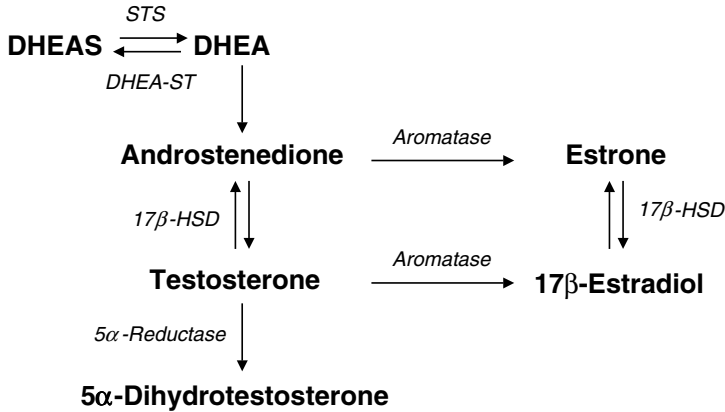 STS
DHEAS DHEA
DHEA-ST
Androstenedione Aromatase Estrone
17β-HSD 17β-HSD
Testosterone Aromatase 17β-Estradiol
5α-Reductase
5α-Dihydrotestosterone